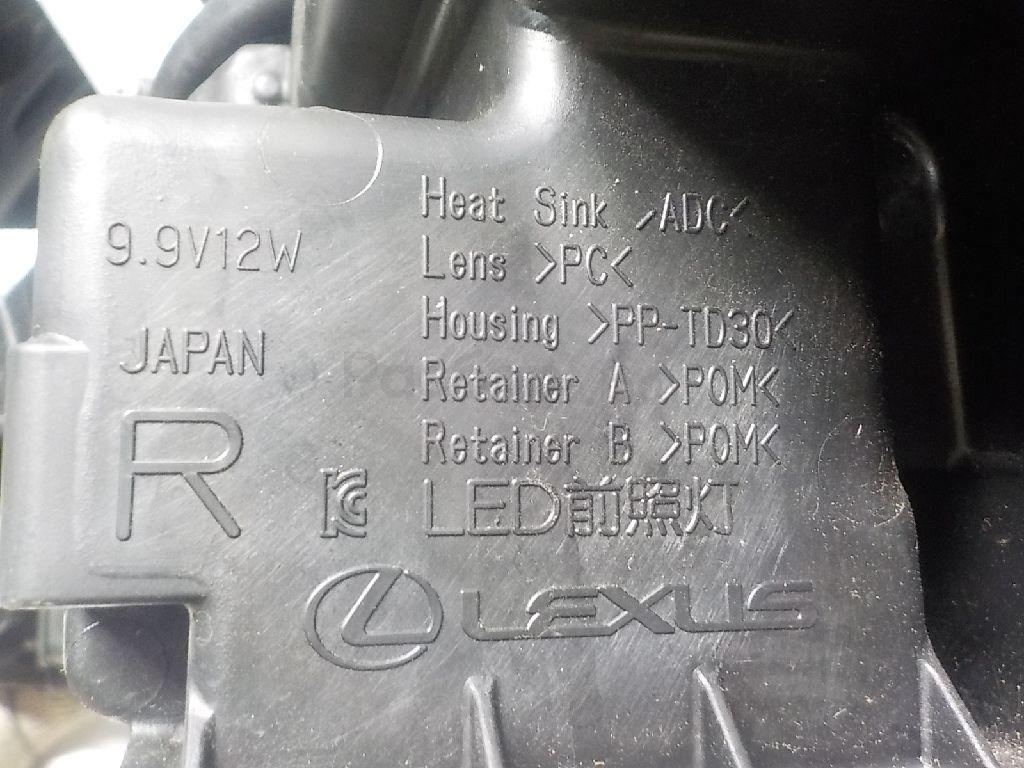 9.9V12W
JAPAN
R
Heat Sink >ADC<
Lens >PC<
Housing >PP-TD30<
Retainer A >POM<
Retainer B >POM<
LED前照灯
LEXUS